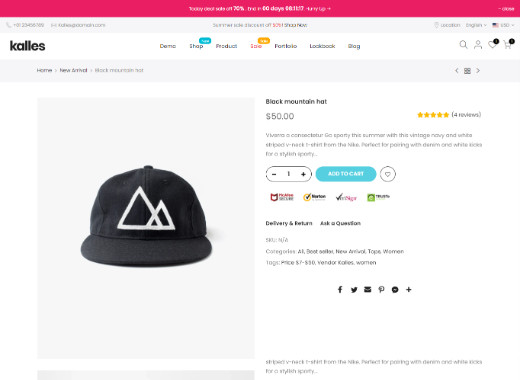 Today deal sale off 70%. End in 00 days 08:11:17. Hurry Up →
× close
+01 23456789
kalles@domain.com
Summer sale discount off 50%! Shop Now
Location
English
USD
kalles
Demo
New
Shop
Product
Sale
Sale
Portfolio
Lookbook
Blog
Home > New Arrival > Black mountain hat
Black mountain hat
$50.00
(4 reviews)
Viverra a consectetur Go sporty this summer with this vintage navy and white
striped v-neck t-shirt from the Nike. Perfect for pairing with denim and white kicks
for a stylish sporty...
- 1 +
ADD TO CART
McAfee
SECURE
Norton
VeriSign
Delivery & Return Ask a Question
SKU: N/A
Categories: All, Best seller, New Arrival, Tops, Women
Tags: Price $7-$50, Vendor Kalles, women
striped v-neck t-shirt from the Nike. Perfect for pairing with denim and white kicks
for a stylish sporty...